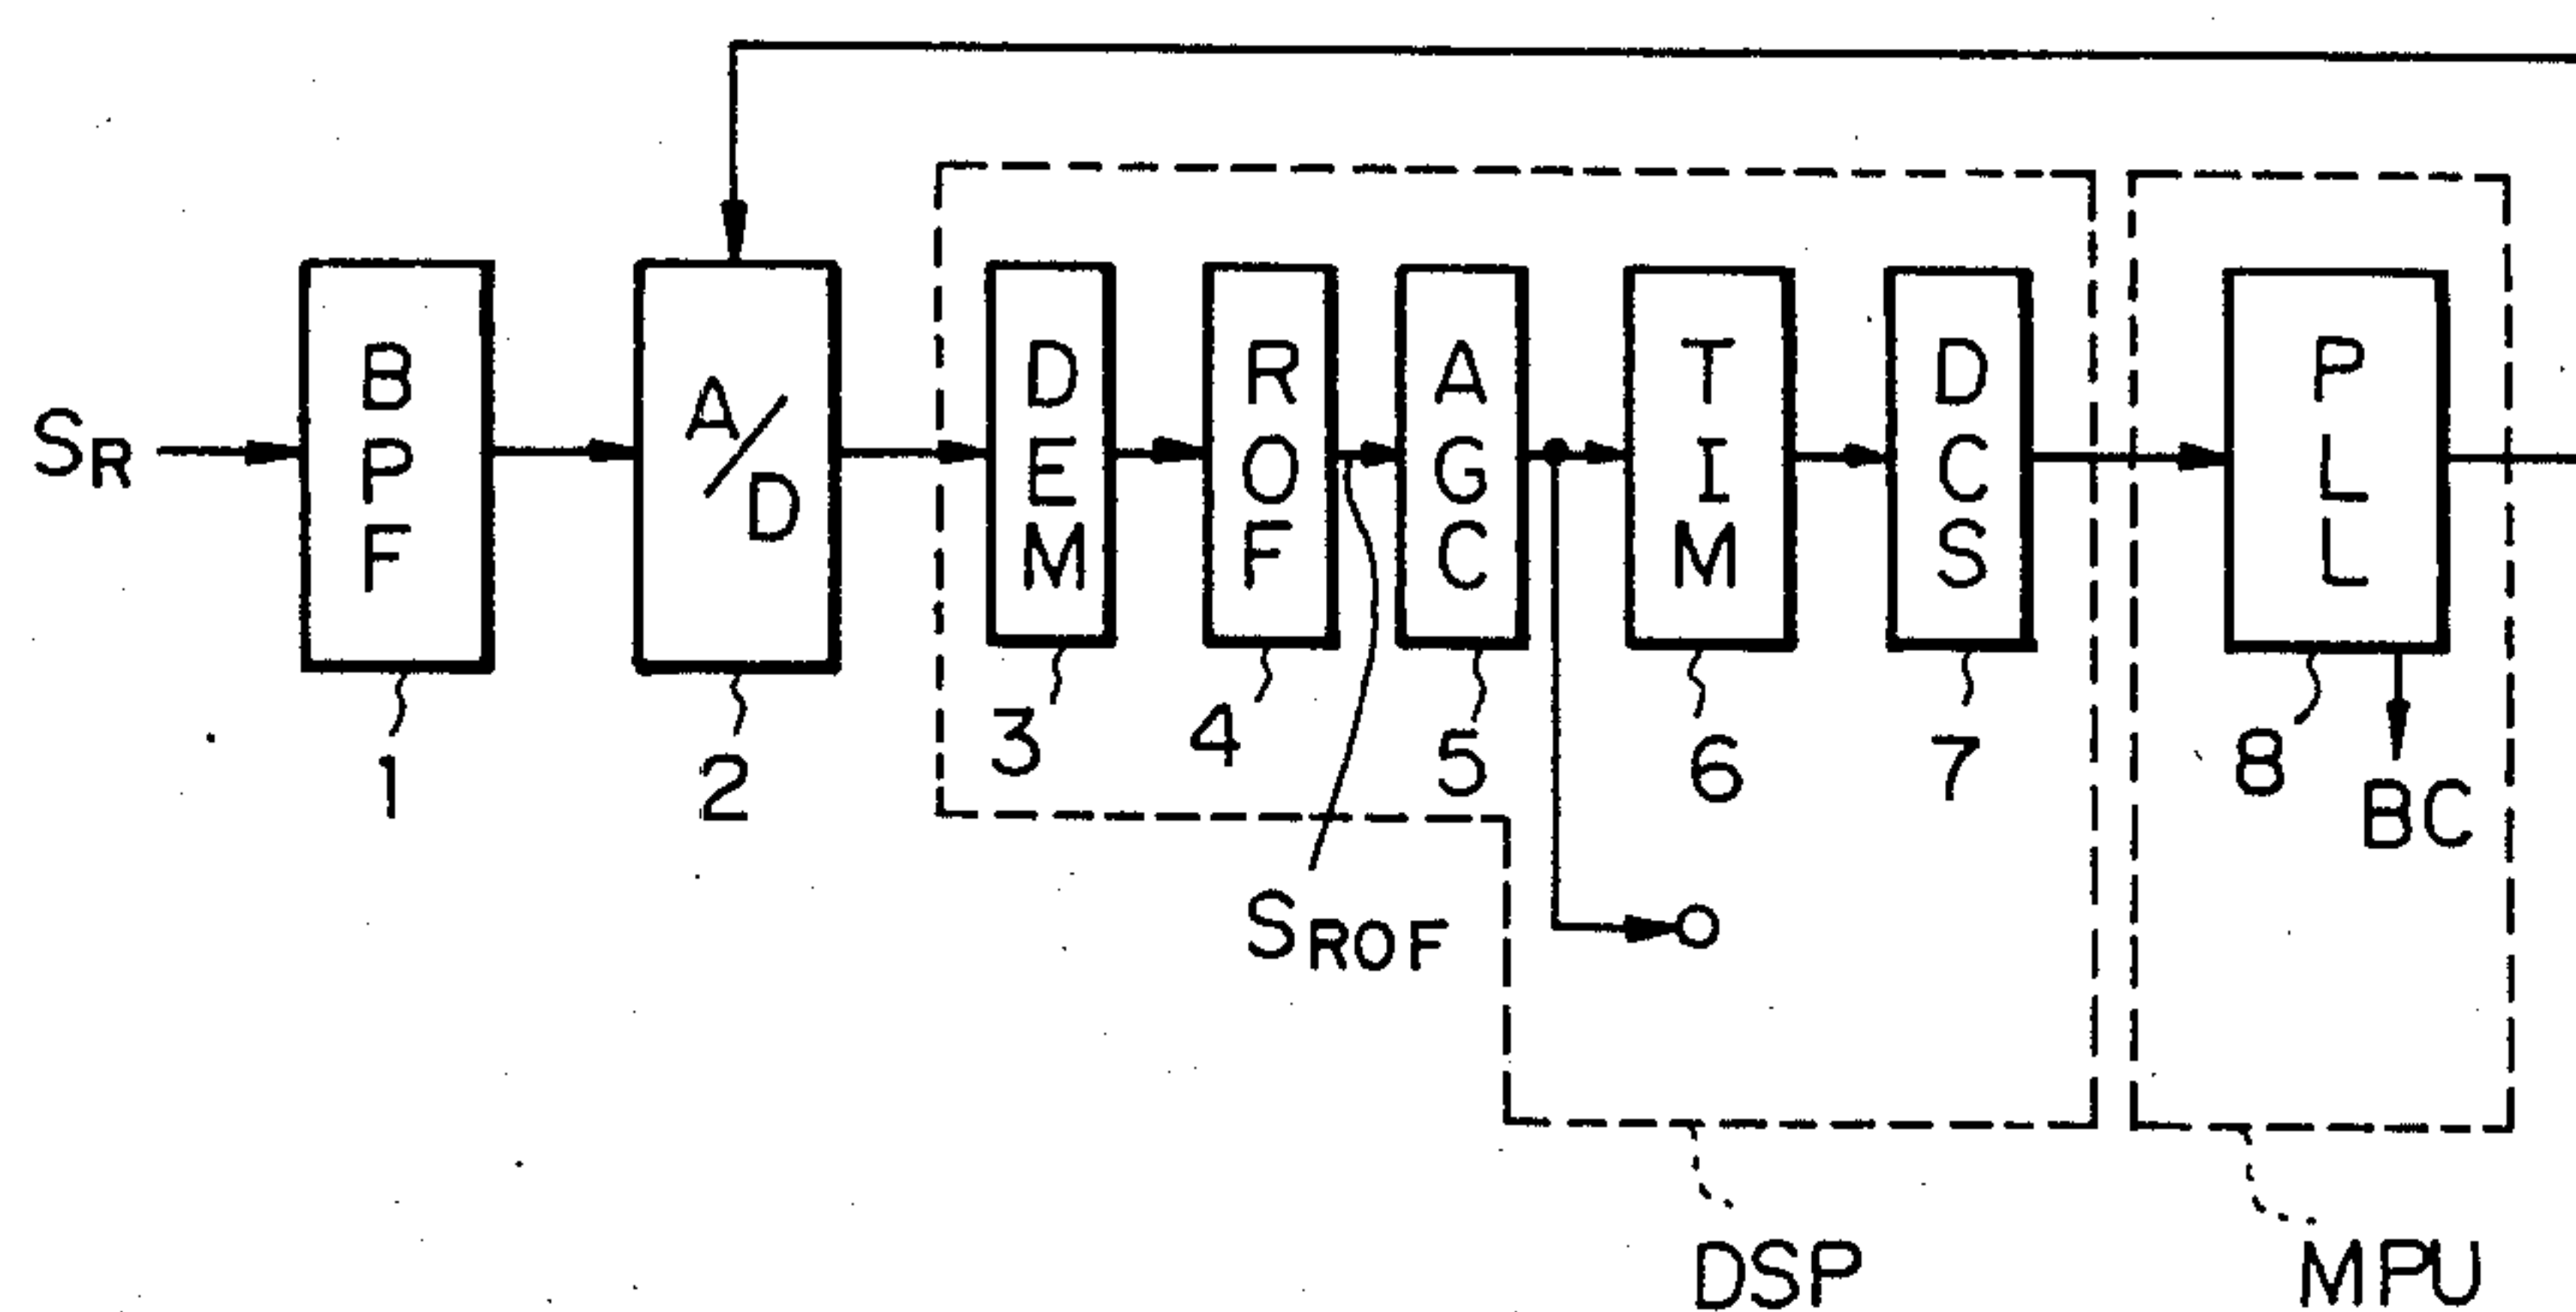 SR
BPF
A/D
DEM
ROF
AGC
TIM
DCS
PLL
1
2
3
4
5
6
7
8
BC
SROF
DSP
MPU